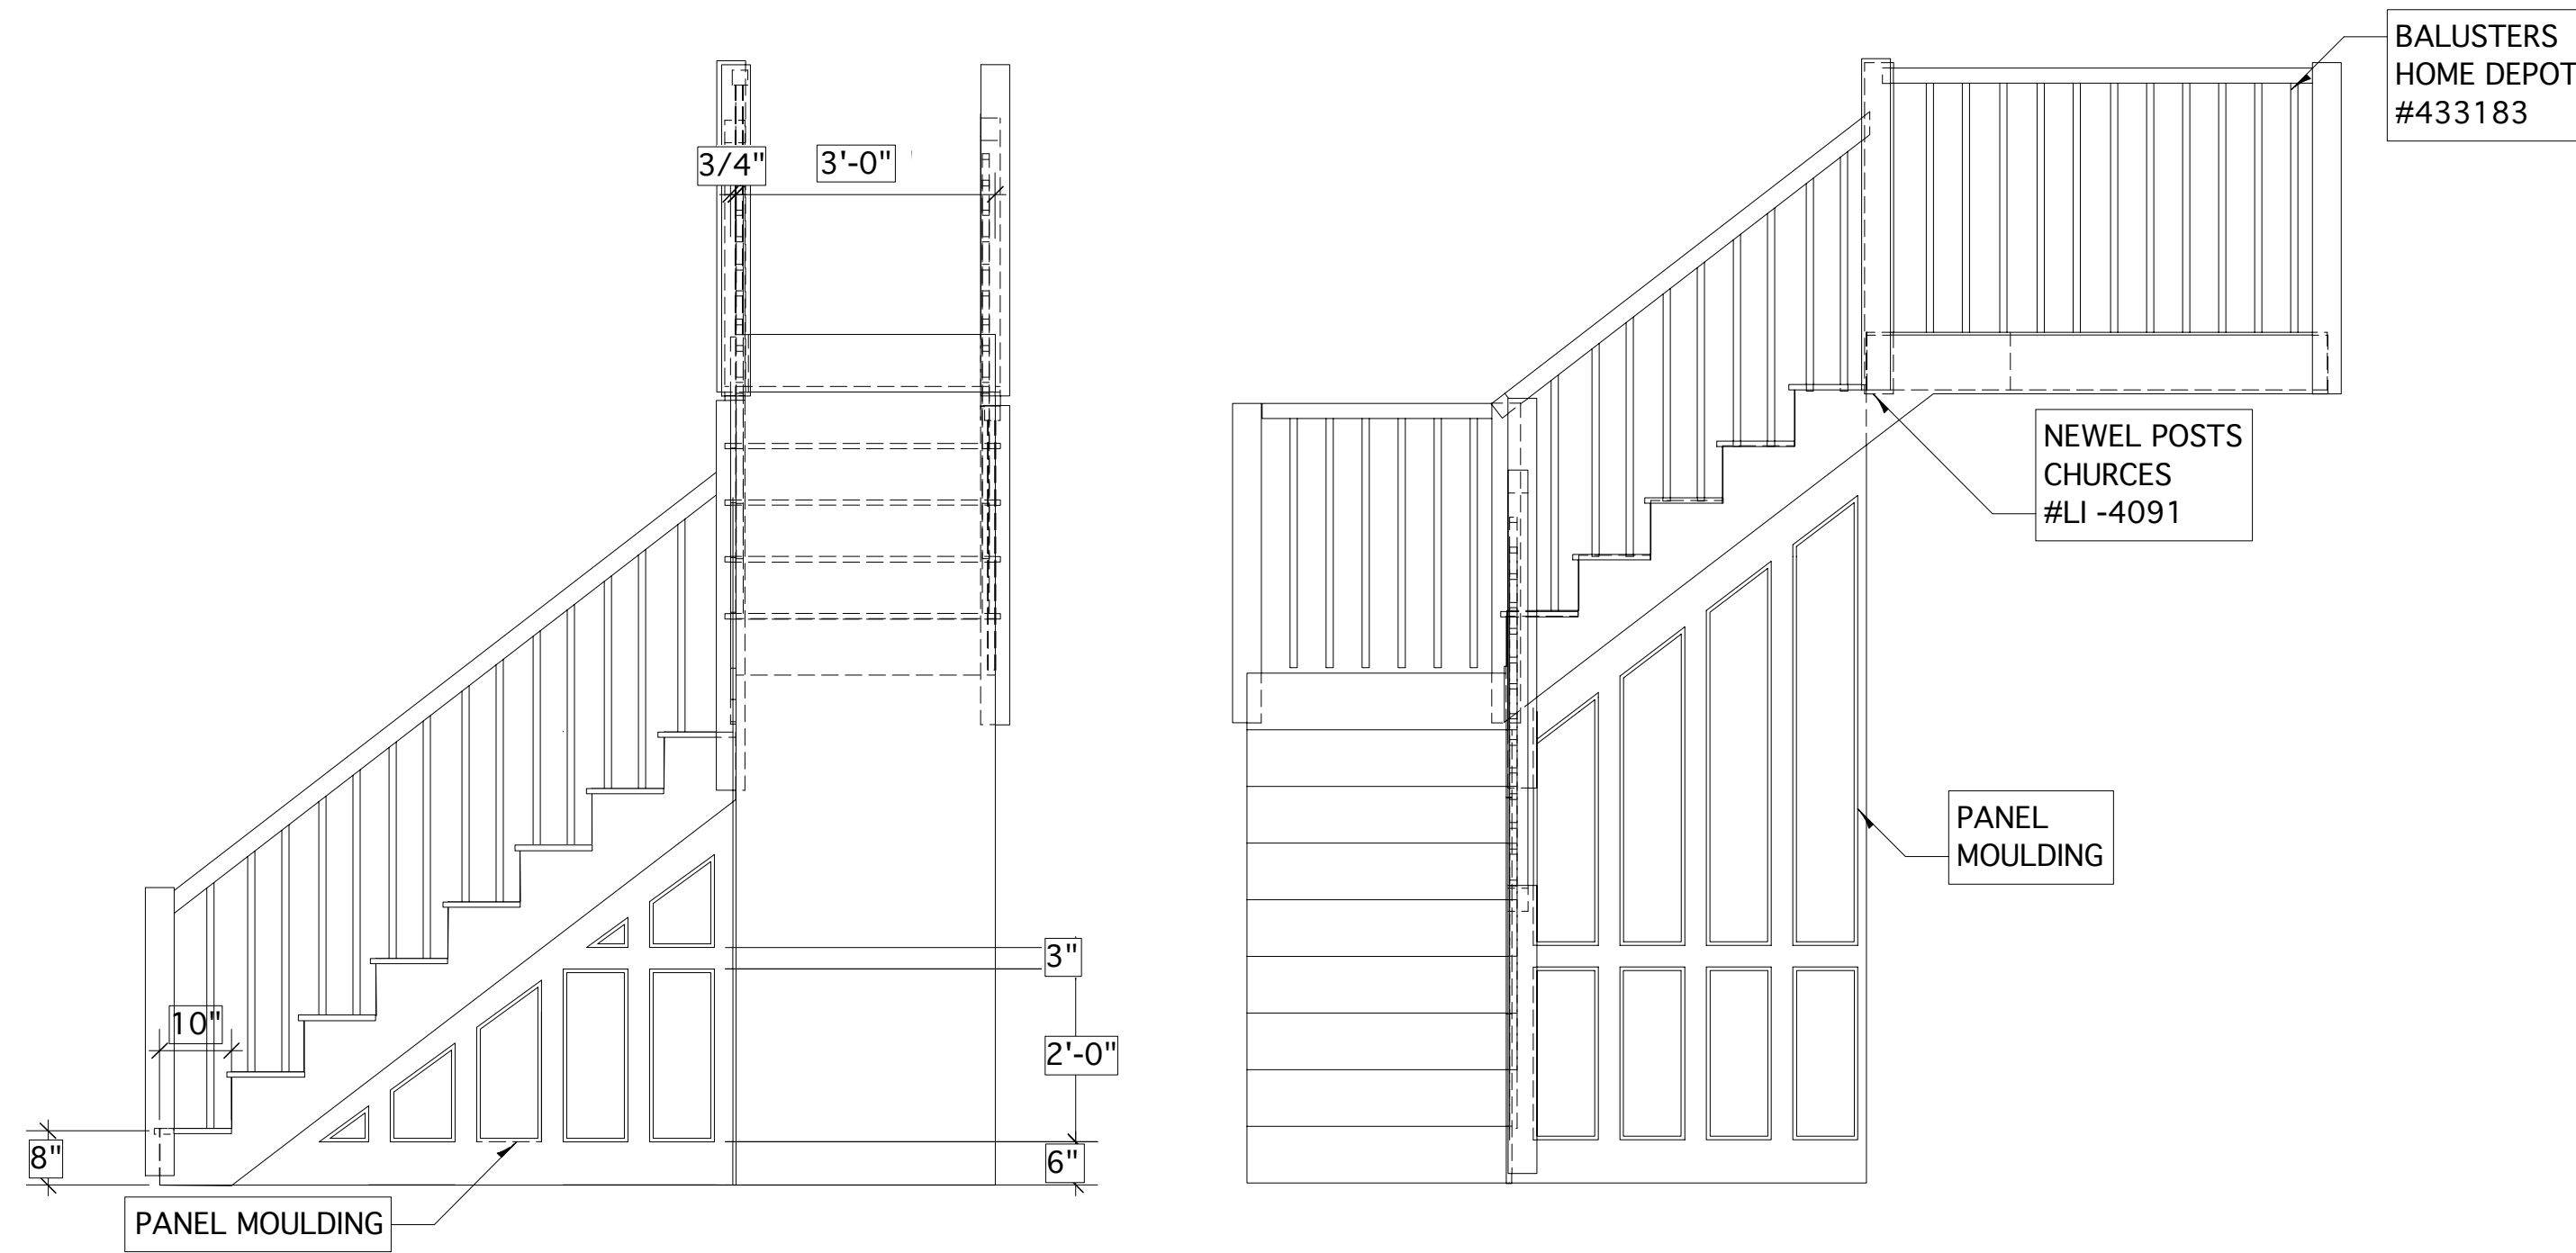 3/4"
3'-0"
10"
8"
3"
2'-0"
6"
PANEL MOULDING
BALUSTERS
HOME DEPOT
#433183
NEWEL POSTS
CHURCES
#LI -4091
PANEL
MOULDING